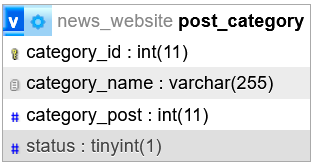 v news_website post_category
category_id : int(11)
category_name : varchar(255)
# category_post : int(11)
# status : tinyint(1)